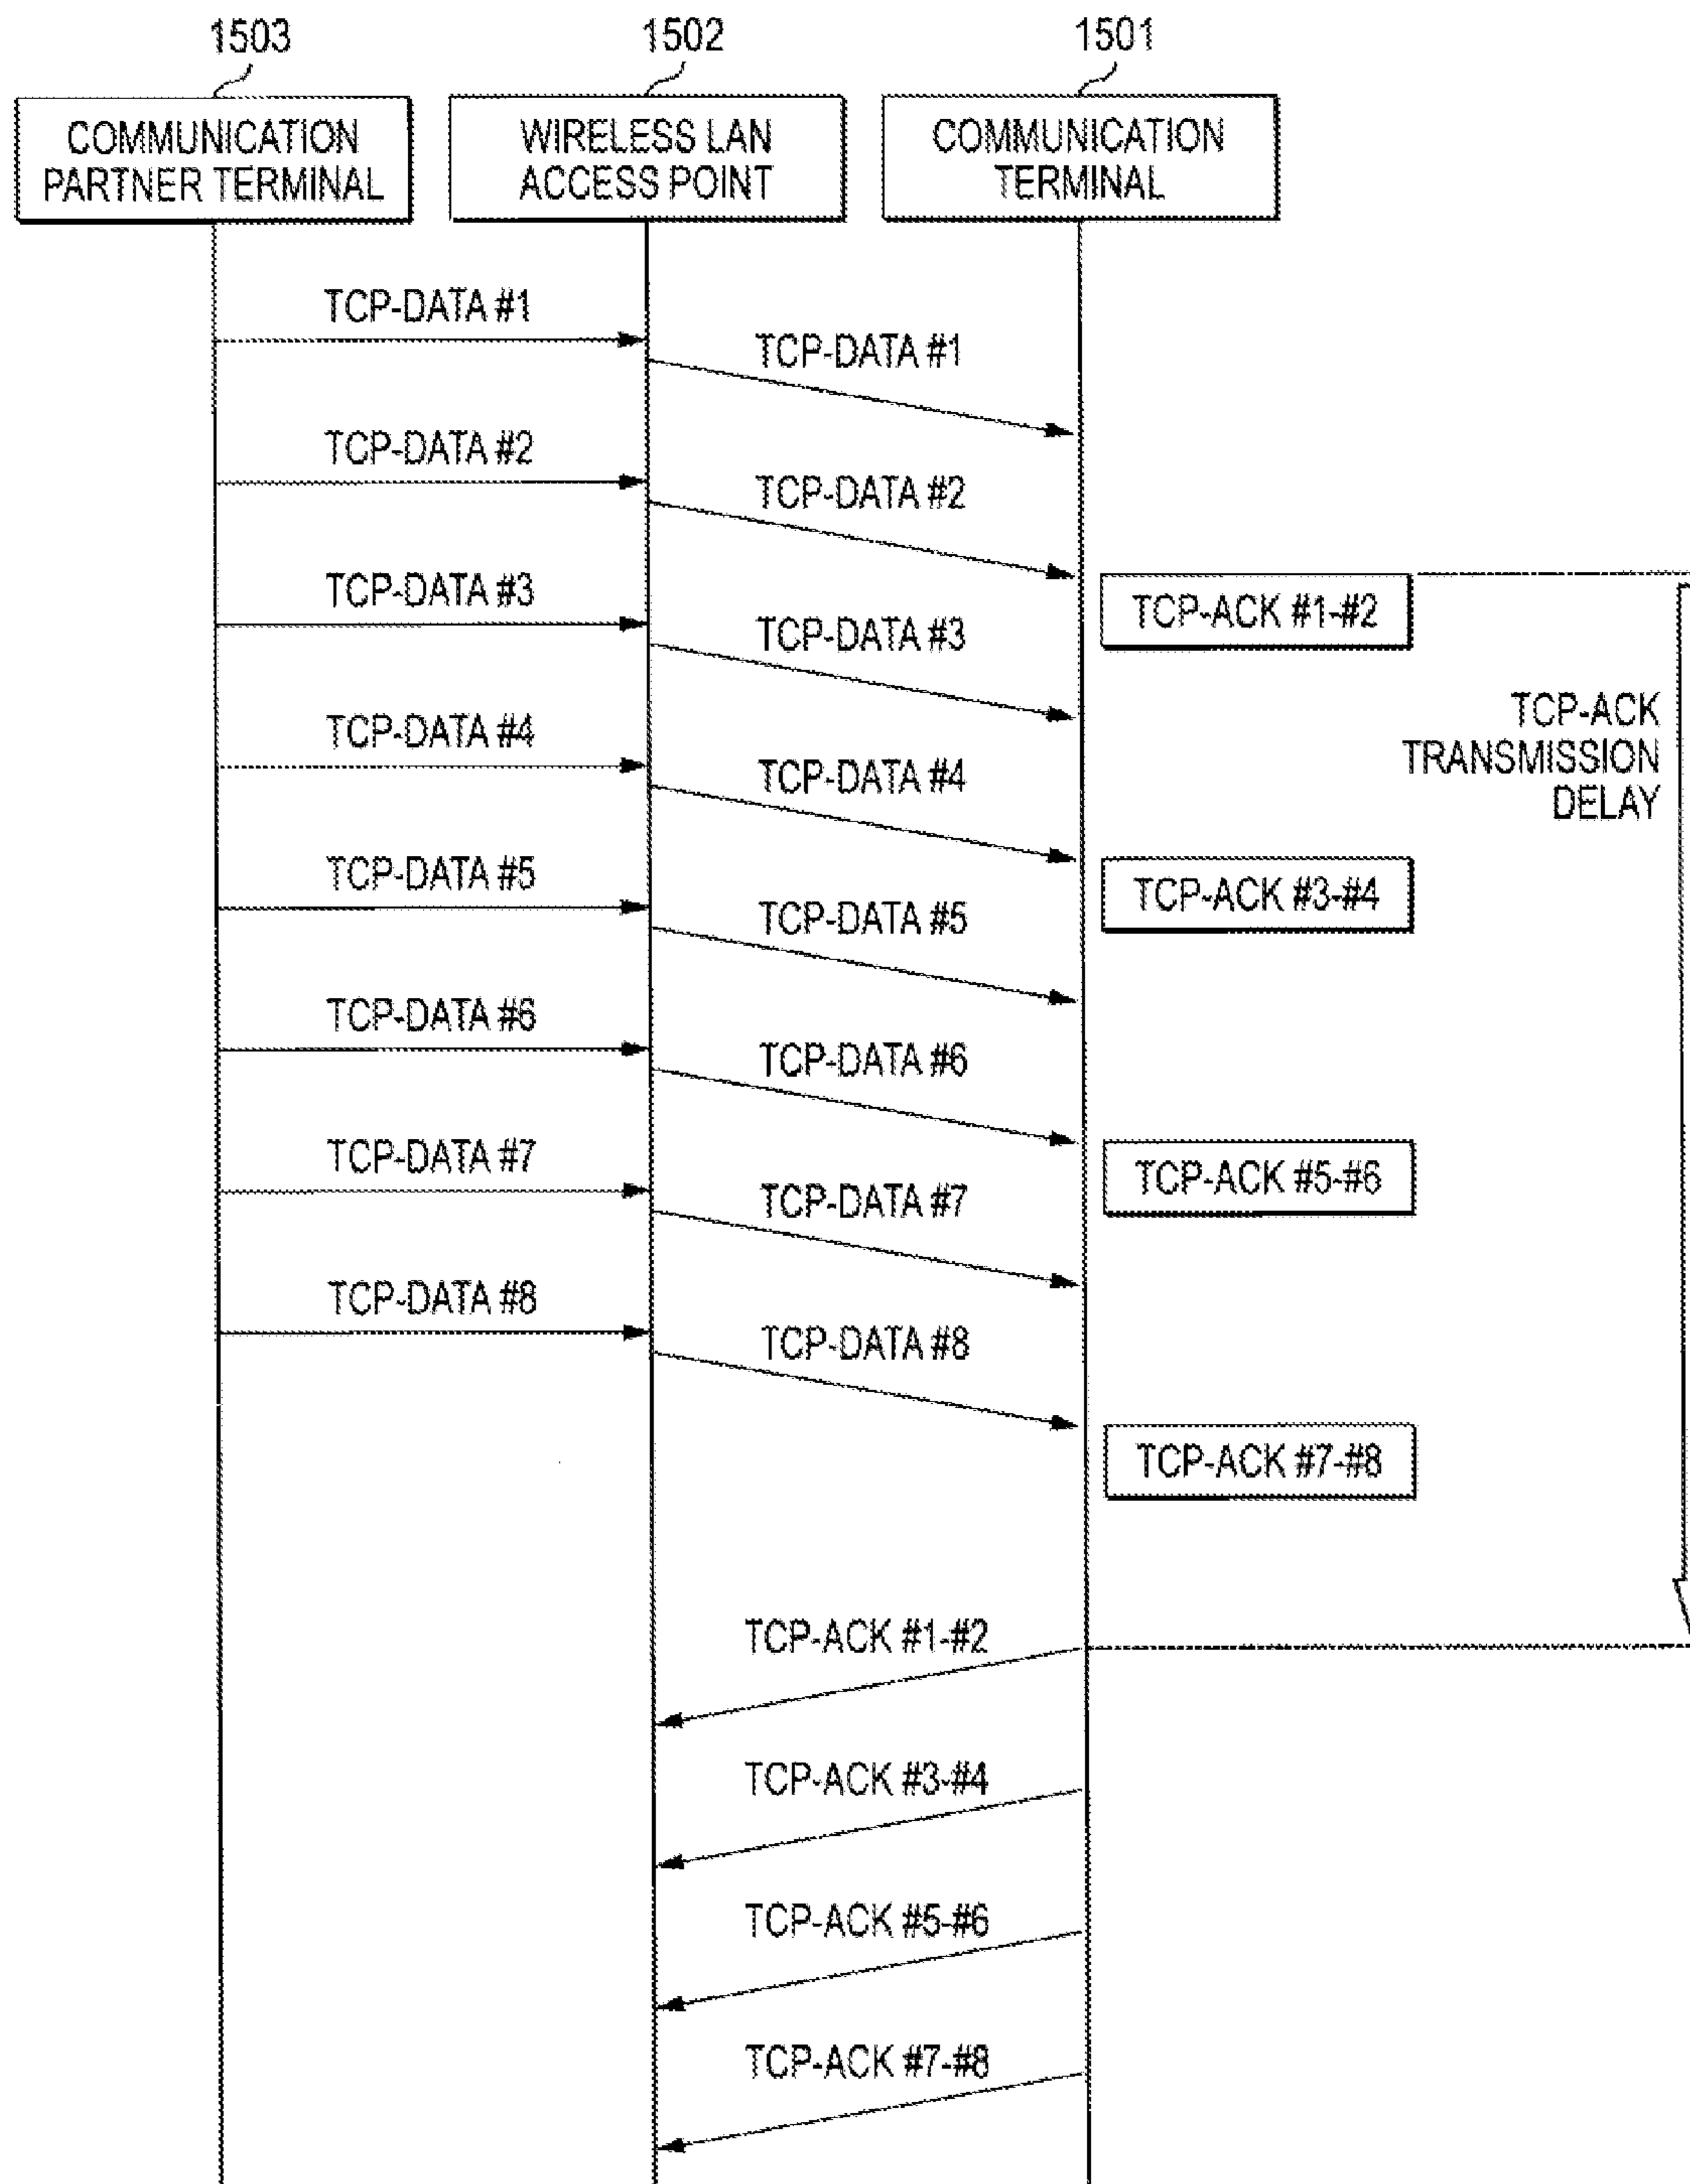 1503
1502
1501
COMMUNICATION
PARTNER TERMINAL
WIRELESS LAN
ACCESS POINT
COMMUNICATION
TERMINAL
TCP-DATA #1
TCP-DATA #1
TCP-DATA #2
TCP-DATA #2
TCP-DATA #3
TCP-ACK #1-#2
TCP-DATA #3
TCP-ACK
TRANSMISSION
DELAY
TCP-DATA #4
TCP-DATA #4
TCP-DATA #5
TCP-ACK #3-#4
TCP-DATA #5
TCP-DATA #6
TCP-DATA #6
TCP-DATA #7
TCP-ACK #5-#6
TCP-DATA #7
TCP-DATA #8
TCP-DATA #8
TCP-ACK #7-#8
TCP-ACK #1-#2
TCP-ACK #3-#4
TCP-ACK #5-#6
TCP-ACK #7-#8